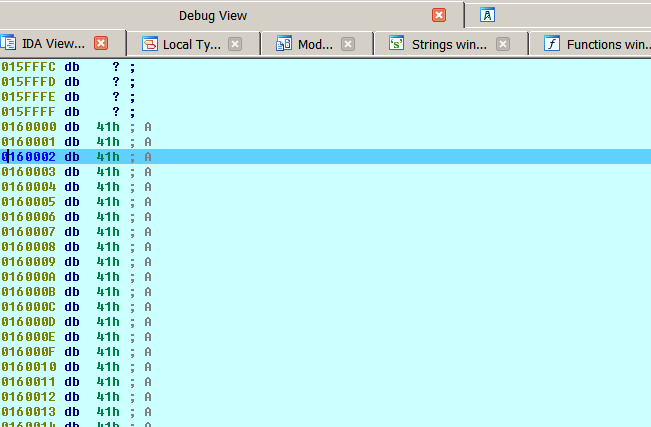 Debug View
IDA View... Local Ty... Mod... Strings win... Functions win...
015FFFC db ? ;
015FFFD db ? ;
015FFFE db ? ;
015FFFF db ? ;
0160000 db 41h ; A
0160001 db 41h ; A
0160002 db 41h ; A
0160003 db 41h ; A
0160004 db 41h ; A
0160005 db 41h ; A
0160006 db 41h ; A
0160007 db 41h ; A
0160008 db 41h ; A
0160009 db 41h ; A
016000A db 41h ; A
016000B db 41h ; A
016000C db 41h ; A
016000D db 41h ; A
016000E db 41h ; A
016000F db 41h ; A
0160010 db 41h ; A
0160011 db 41h ; A
0160012 db 41h ; A
0160013 db 41h ; A
0160014 db 41h ; A